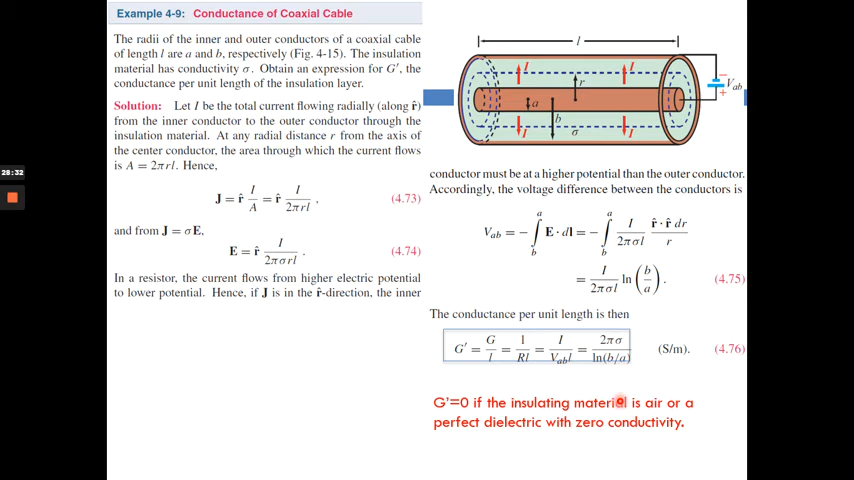 Example 4-9: Conductance of Coaxial Cable
The radii of the inner and outer conductors of a coaxial cable
of length l are a and b, respectively (Fig. 4-15). The insulation
material has conductivity σ. Obtain an expression for G′, the
conductance per unit length of the insulation layer.
Solution: Let I be the total current flowing radially (along r̂)
from the inner conductor to the outer conductor through the
insulation material. At any radial distance r from the axis of
the center conductor, the area through which the current flows
is A = 2πrl. Hence,
J = r̂ I/A = r̂ I/2πrl , (4.73)
and from J = σE,
E = r̂ I/2πσrl . (4.74)
In a resistor, the current flows from higher electric potential
to lower potential. Hence, if J is in the r̂-direction, the inner
28:32
l
I I
r
a
b
σ
I I
−
+
Vab
conductor must be at a higher potential than the outer conductor.
Accordingly, the voltage difference between the conductors is
Vab = − ∫_b^a E · dl = − ∫_b^a I/2πσl r̂ · r̂ dr/r
= I/2πσl ln (b/a) . (4.75)
The conductance per unit length is then
G′ = G/l = 1/Rl = I/Vabl = 2πσ/ln(b/a) (S/m). (4.76)
G'=0 if the insulating material is air or a
perfect dielectric with zero conductivity.